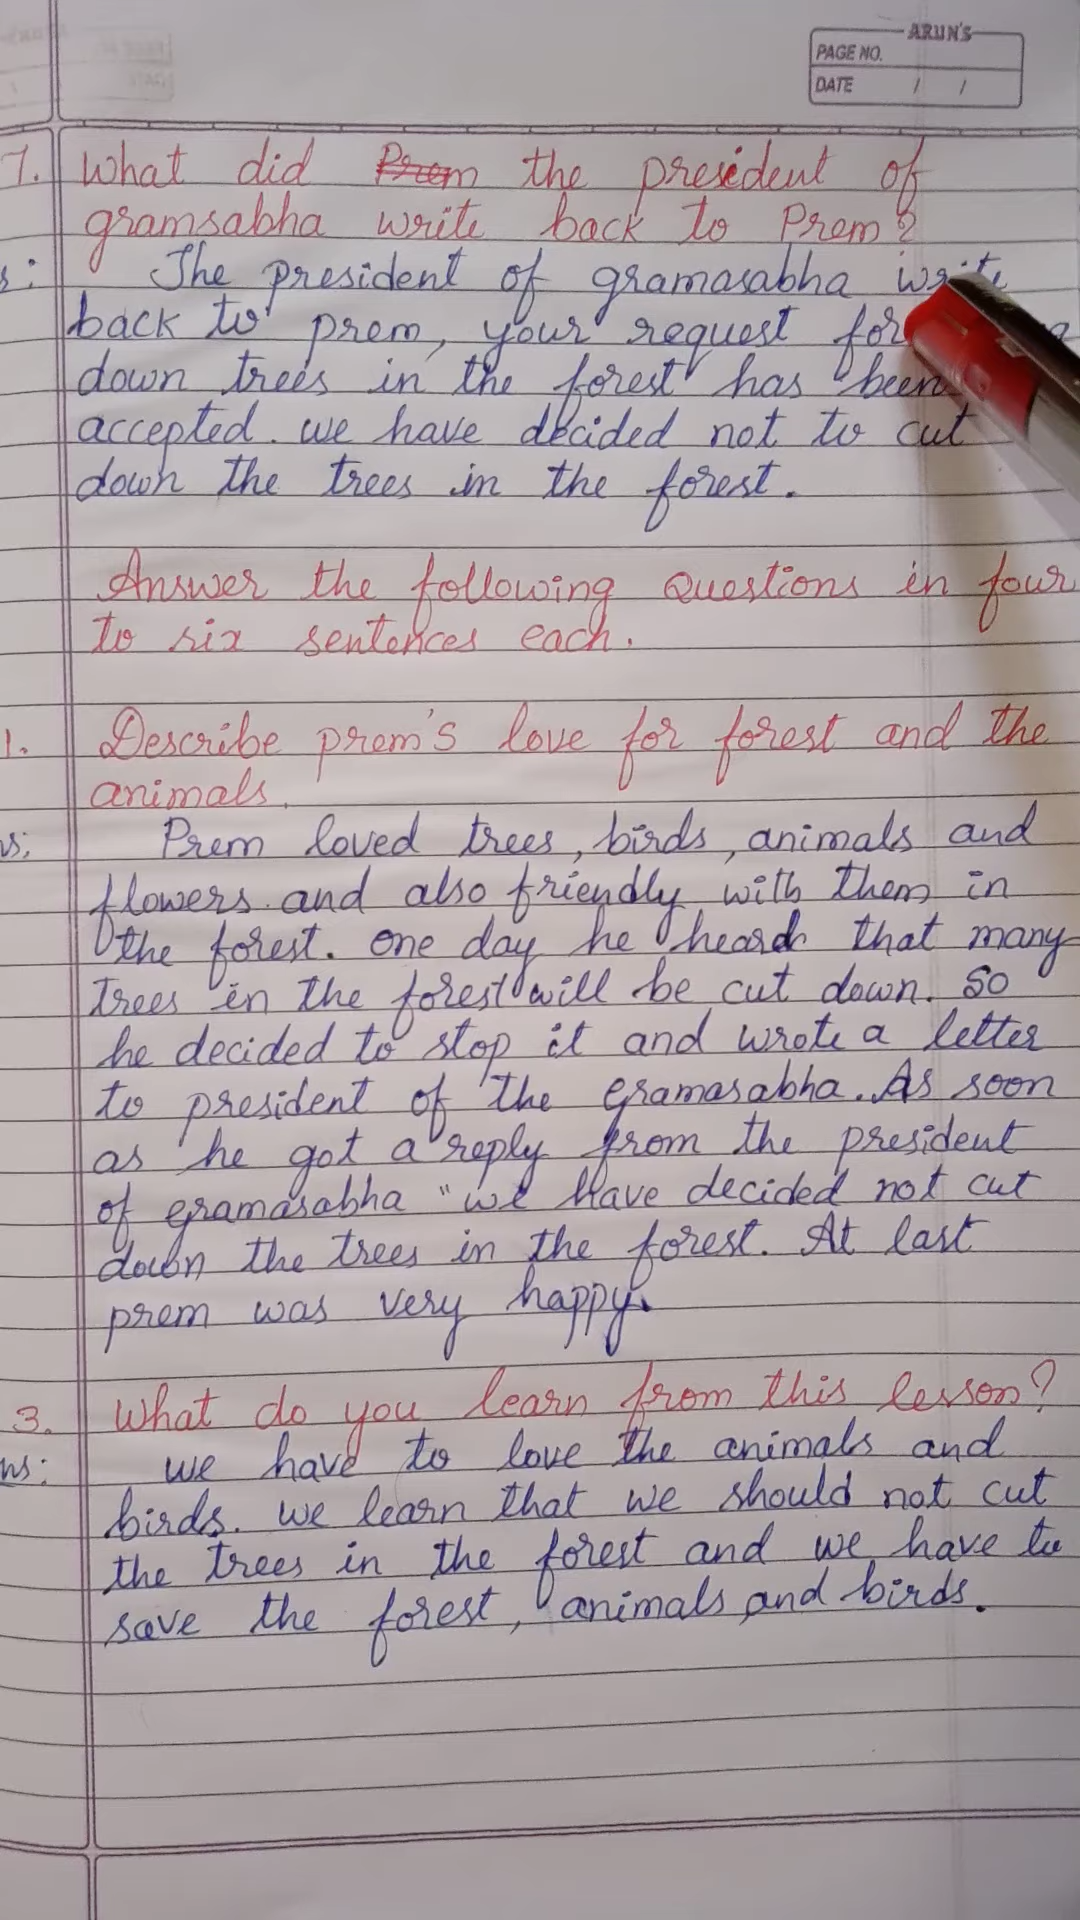 ARUN'S
PAGE NO.
DATE / /
7. What did Prem the president of
gramsabha write back to Prem?
s: The president of gramasabha write
back to prem, your request for
down trees in the forest has been
accepted. we have decided not to cut
down the trees in the forest.
Answer the following Questions in four
to six sentences each.
1. Describe prem's love for forest and the
animals.
ns: Prem loved trees, birds, animals and
flowers. and also friendly with them in
the forest. One day he heard that many
trees in the forest will be cut down. So
he decided to stop it and wrote a letter
to president of the Gramasabha. As soon
as he got a reply from the president
of Gramasabha "we have decided not cut
down the trees in the forest. At last
prem was very happy.
3. What do you learn from this lesson?
ns: we have to love the animals and
birds. we learn that we should not cut
the trees in the forest and we have to
save the forest, animals and birds.